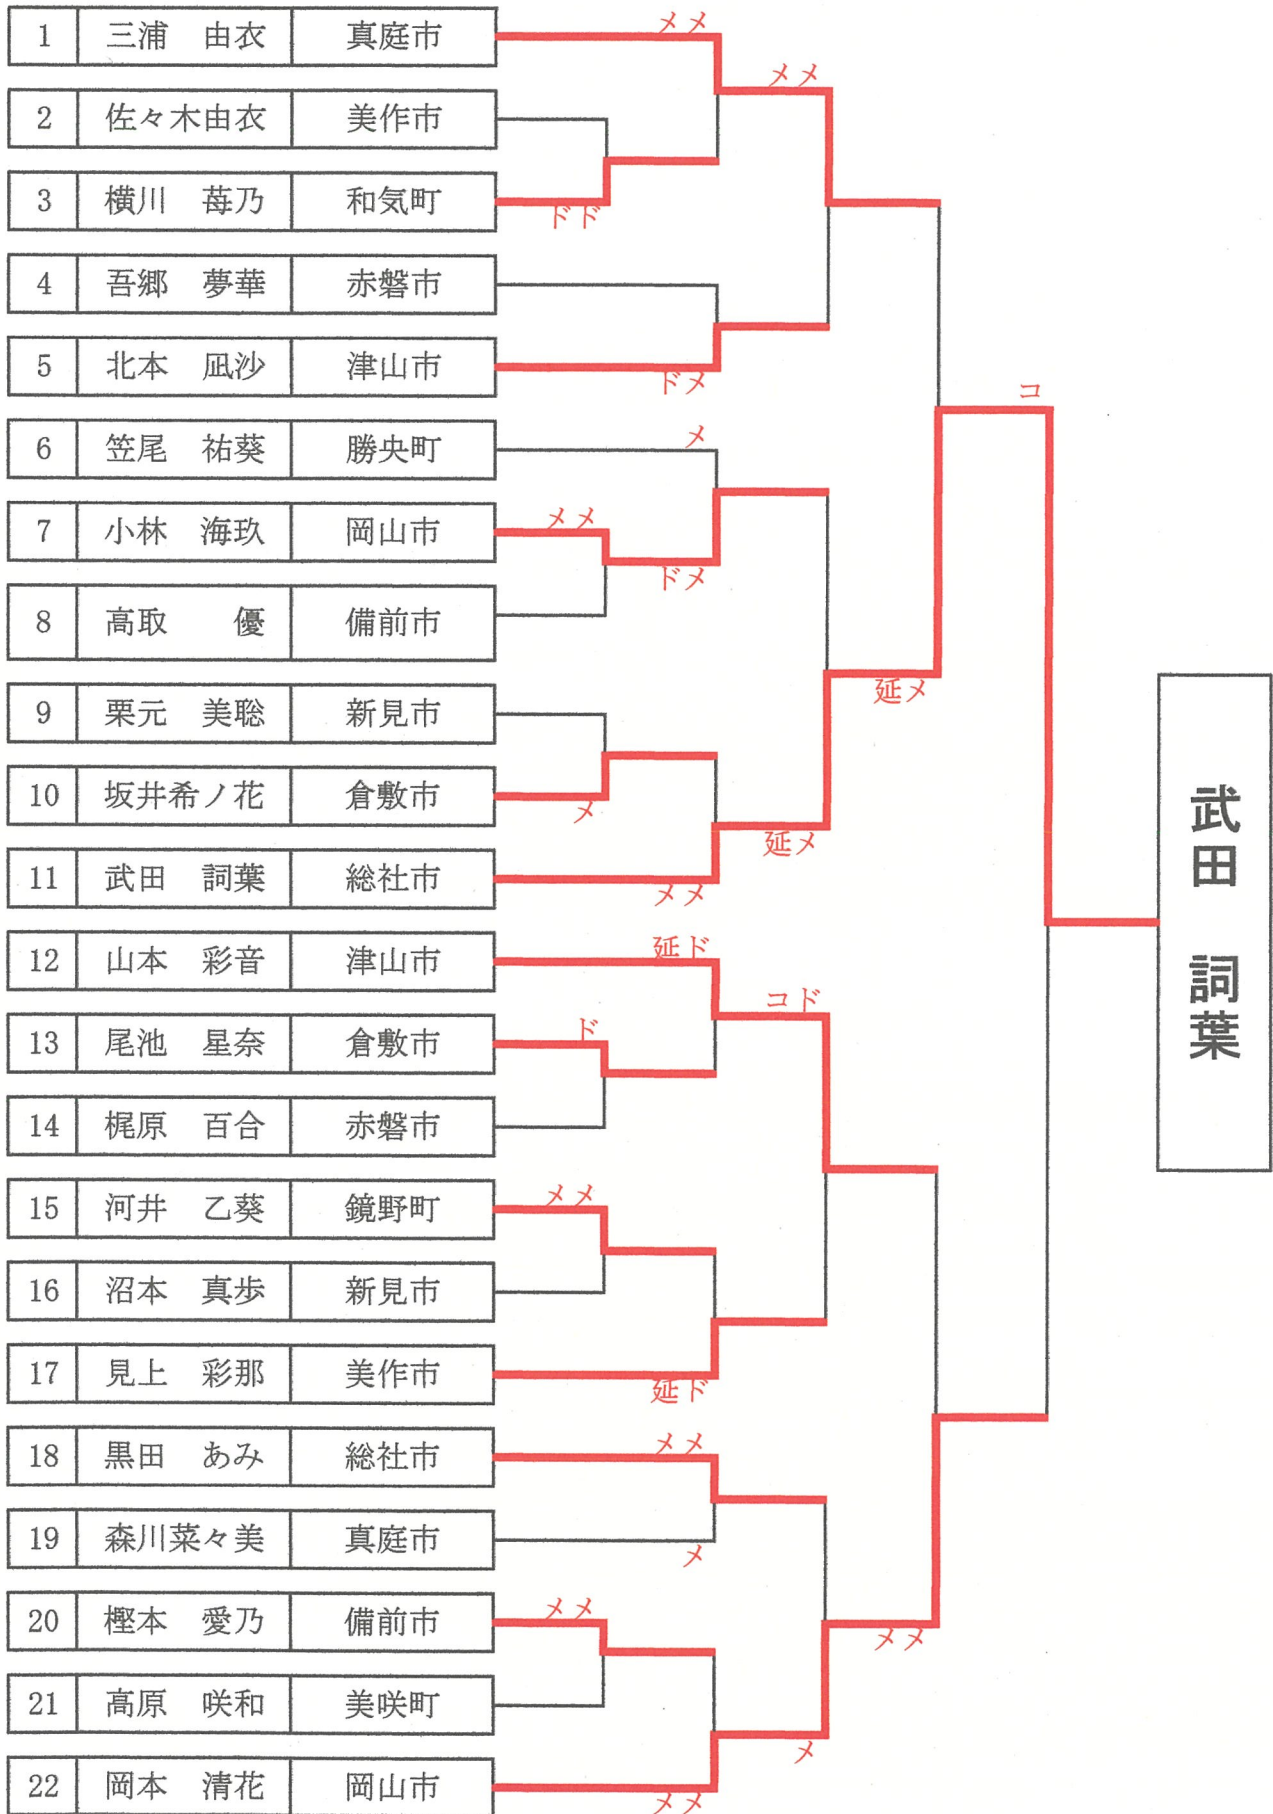 1 三浦 由衣 真庭市
2 佐々木由衣 美作市
3 横川 苺乃 和気町
4 吾郷 夢華 赤磐市
5 北本 凪沙 津山市
6 笠尾 祐葵 勝央町
7 小林 海玖 岡山市
8 高取 優 備前市
9 栗元 美聡 新見市
10 坂井希ノ花 倉敷市
11 武田 詞葉 総社市
12 山本 彩音 津山市
13 尾池 星奈 倉敷市
14 梶原 百合 赤磐市
15 河井 乙葵 鏡野町
16 沼本 真歩 新見市
17 見上 彩那 美作市
18 黒田 あみ 総社市
19 森川菜々美 真庭市
20 樫本 愛乃 備前市
21 高原 咲和 美咲町
22 岡本 清花 岡山市
メメ
ドド
ドメ
メ
メメ
ドメ
メ
メメ
延ド
ド
メメ
延ド
メメ
メ
メメ
メメ
メメ
延メ
コド
メ
延メ
メメ
コ
武田 詞葉